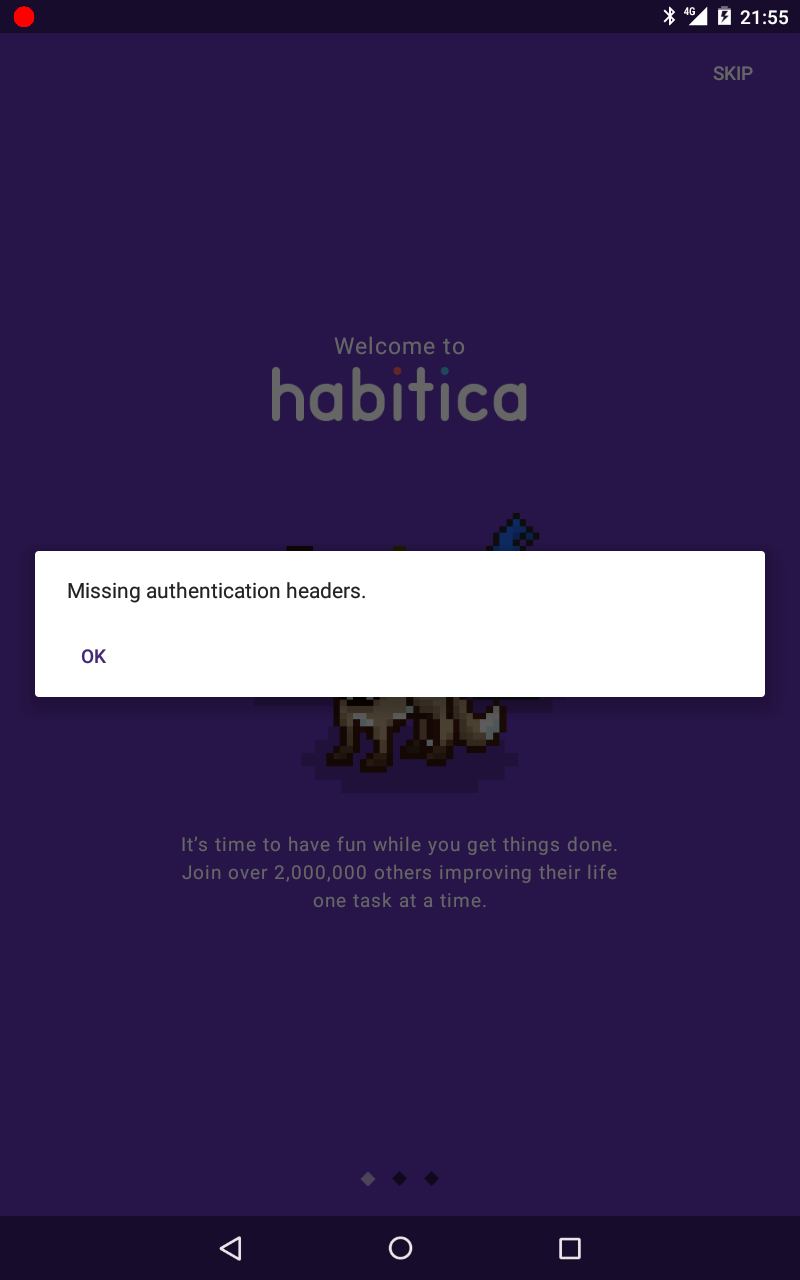 4G 21:55
SKIP
Welcome to
habitica
Missing authentication headers.
OK
It’s time to have fun while you get things done.
Join over 2,000,000 others improving their life
one task at a time.